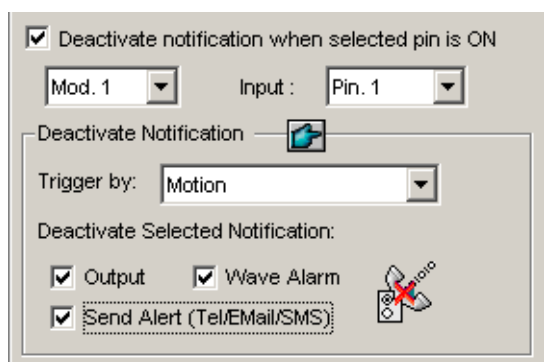 Deactivate notification when selected pin is ON
Mod. 1 Input : Pin. 1
Deactivate Notification
Trigger by: Motion
Deactivate Selected Notification:
Output Wave Alarm
Send Alert (Tel/EMail/SMS)